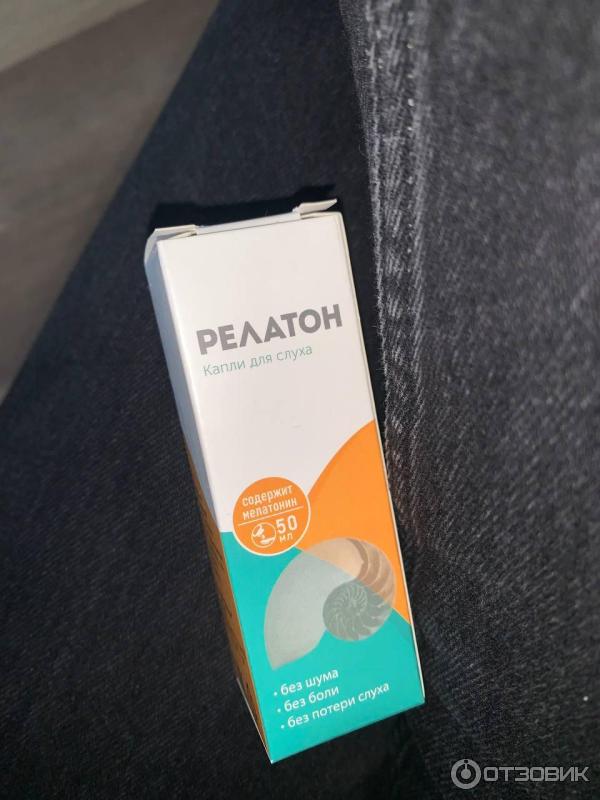 РЕЛАТОН
Капли для слуха
содержит
мелатонин
50
мл
• без шума
• без боли
• без потери слуха
ОТЗОВИК